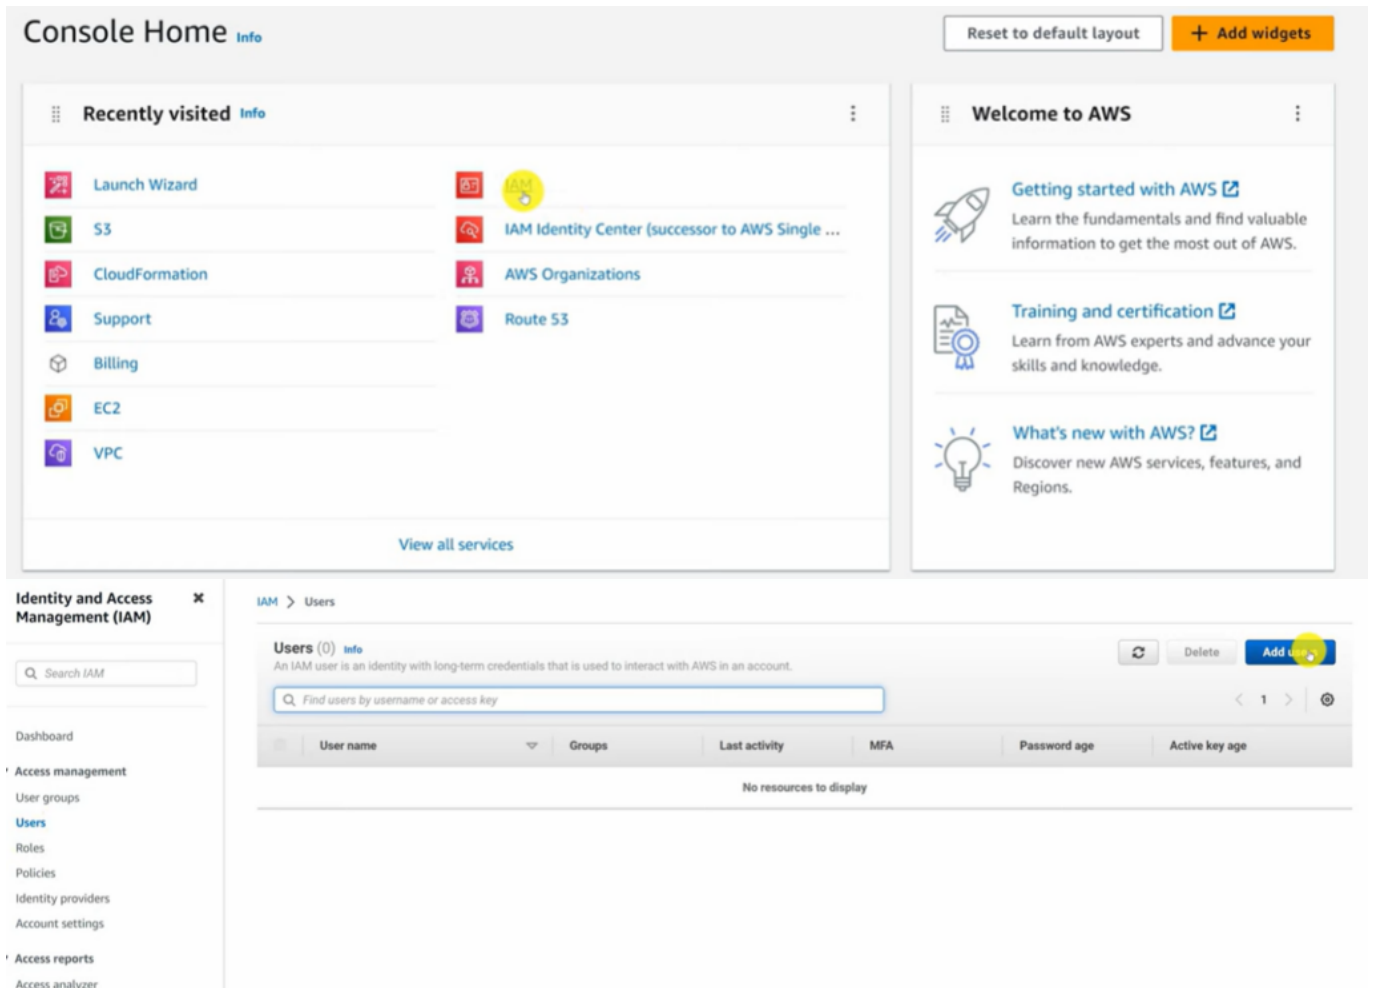 Console Home Info
Reset to default layout
+ Add widgets
Recently visited Info
Launch Wizard
S3
CloudFormation
Support
Billing
EC2
VPC
IAM
IAM Identity Center (successor to AWS Single ...
AWS Organizations
Route 53
View all services
Welcome to AWS
Getting started with AWS
Learn the fundamentals and find valuable
information to get the most out of AWS.
Training and certification
Learn from AWS experts and advance your
skills and knowledge.
What's new with AWS?
Discover new AWS services, features, and
Regions.
Identity and Access
Management (IAM)
Search IAM
Dashboard
Access management
User groups
Users
Roles
Policies
Identity providers
Account settings
Access reports
Access analyzer
IAM > Users
Users (0) Info
An IAM user is an identity with long-term credentials that is used to interact with AWS in an account.
Delete
Add users
Find users by username or access key
< 1 >
User name
Groups
Last activity
MFA
Password age
Active key age
No resources to display